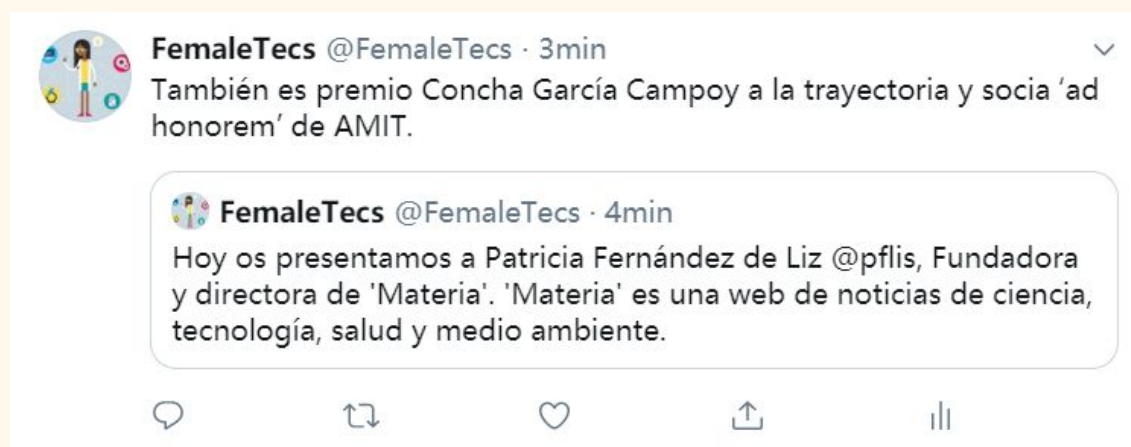 FemaleTecs @FemaleTecs · 3min
También es premio Concha García Campoy a la trayectoria y socia ‘ad
honorem’ de AMIT.
FemaleTecs @FemaleTecs · 4min
Hoy os presentamos a Patricia Fernández de Liz @pflis, Fundadora
y directora de 'Materia'. 'Materia' es una web de noticias de ciencia,
tecnología, salud y medio ambiente.